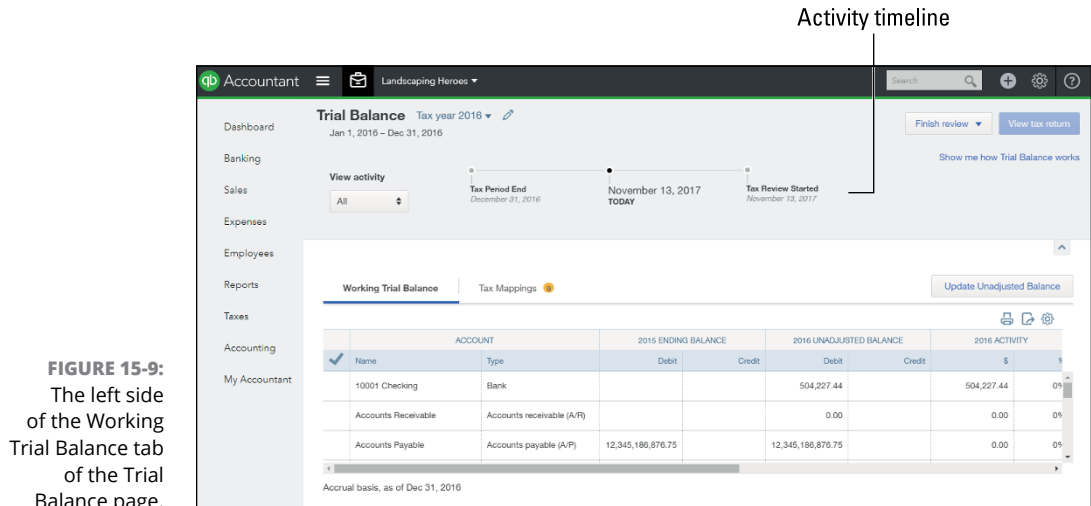 Activity timeline
qb Accountant Landscaping Heroes Search
Trial Balance Tax year 2016
Jan 1, 2016 – Dec 31, 2016
Finish review View tax return
Show me how Trial Balance works
Dashboard
Banking
Sales
Expenses
Employees
Reports
Taxes
Accounting
My Accountant
View activity
All
Tax Period End
December 31, 2016
November 13, 2017
TODAY
Tax Review Started
November 13, 2017
Working Trial Balance Tax Mappings 9 Update Unadjusted Balance
ACCOUNT 2015 ENDING BALANCE 2016 UNADJUSTED BALANCE 2016 ACTIVITY
Name Type Debit Credit Debit Credit $
10001 Checking Bank 504,227.44 504,227.44 0%
Accounts Receivable Accounts receivable (A/R) 0.00 0.00 0%
Accounts Payable Accounts payable (A/P) 12,345,186,876.75 12,345,186,876.75 0.00 0%
Accrual basis, as of Dec 31, 2016
FIGURE 15-9:
The left side
of the Working
Trial Balance tab
of the Trial
Balance page.